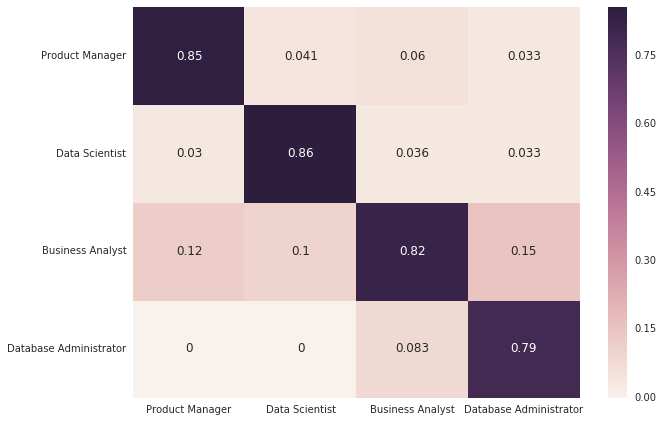 Product Manager 0.85 0.041 0.06 0.033
Data Scientist 0.03 0.86 0.036 0.033
Business Analyst 0.12 0.1 0.82 0.15
Database Administrator 0 0 0.083 0.79
Product Manager Data Scientist Business Analyst Database Administrator
0.75
0.60
0.45
0.30
0.15
0.00